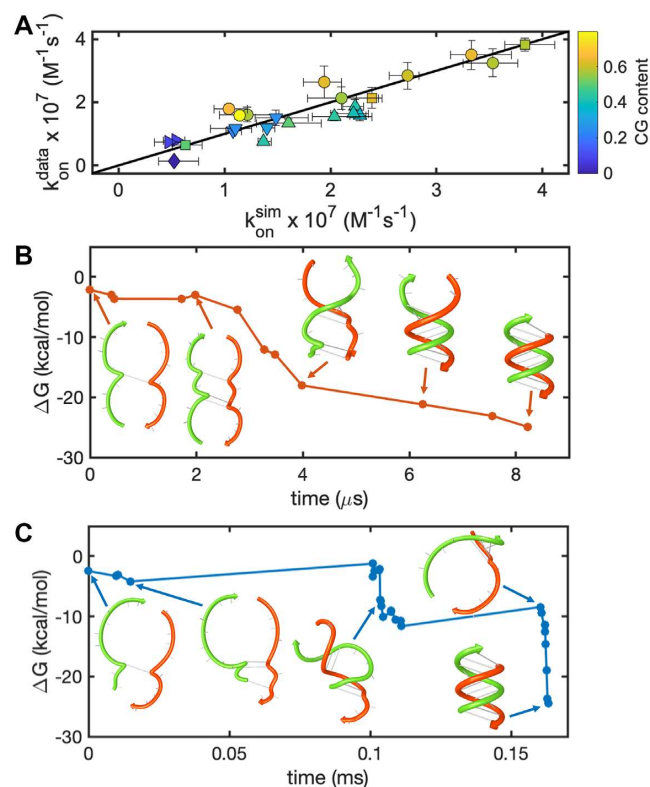 A
k_on^data x 10^7 (M^-1s^-1)
4
2
0
0
1
2
3
4
k_on^sim x 10^7 (M^-1s^-1)
0.6
0.4
0.2
0
CG content
B
ΔG (kcal/mol)
0
-10
-20
-30
0
2
4
6
8
time (μs)
C
ΔG (kcal/mol)
0
-10
-20
-30
0
0.05
0.1
0.15
time (ms)